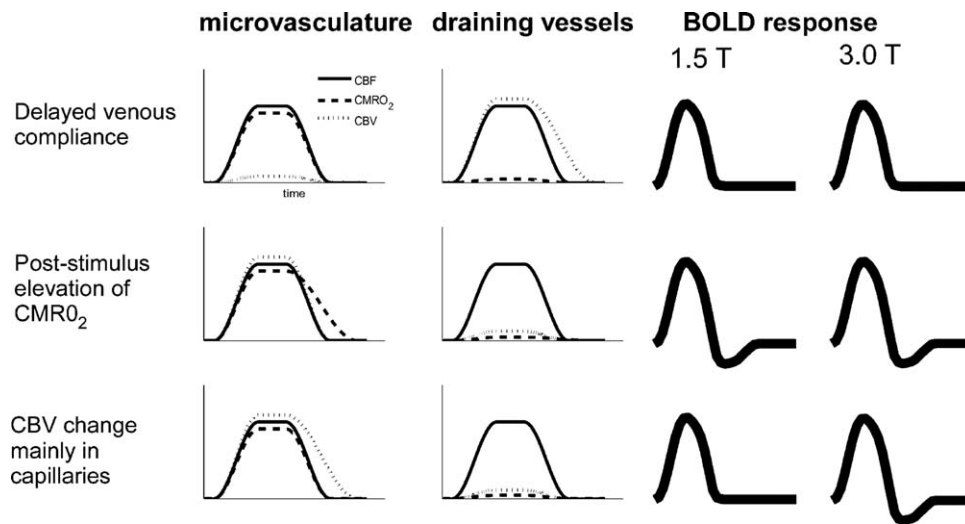 microvasculature draining vessels BOLD response
1.5 T 3.0 T
Delayed venous
compliance
CBF
CMRO2
CBV
time
Post-stimulus
elevation of
CMR02
CBV change
mainly in
capillaries